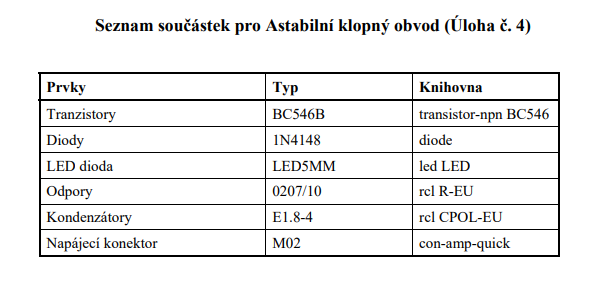 Seznam součástek pro Astabilní klopný obvod (Úloha č. 4)
Prvky Typ Knihovna
Tranzistory BC546B transistor-npn BC546
Diody 1N4148 diode
LED dioda LED5MM led LED
Odpory 0207/10 rcl R-EU
Kondenzátory E1.8-4 rcl CPOL-EU
Napájecí konektor M02 con-amp-quick